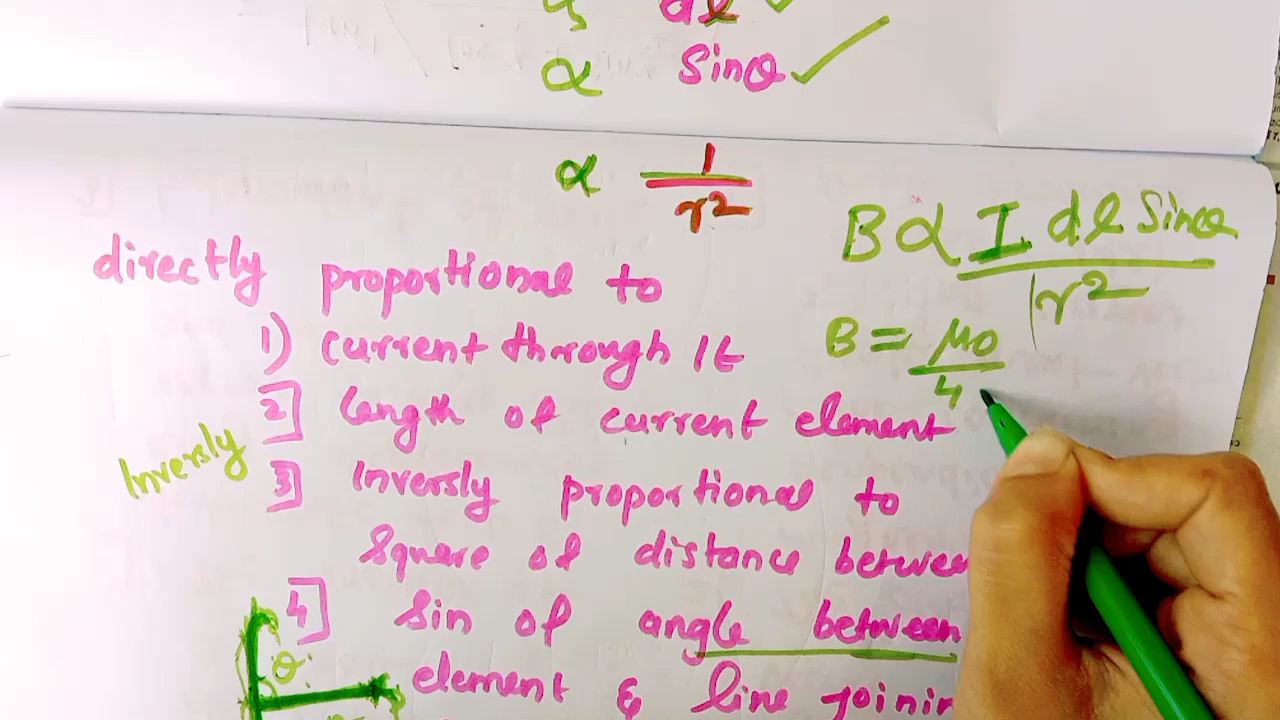 dl ✓
α Sinθ ✓
α 1/r2
B α I dl Sinθ / r2
directly proportional to
1) current through It
B = μ0/4
2] length of current element
Inversly
3] Inversly proportional to
Square of distance between
4] Sin of angle between
θ
element & line joinin